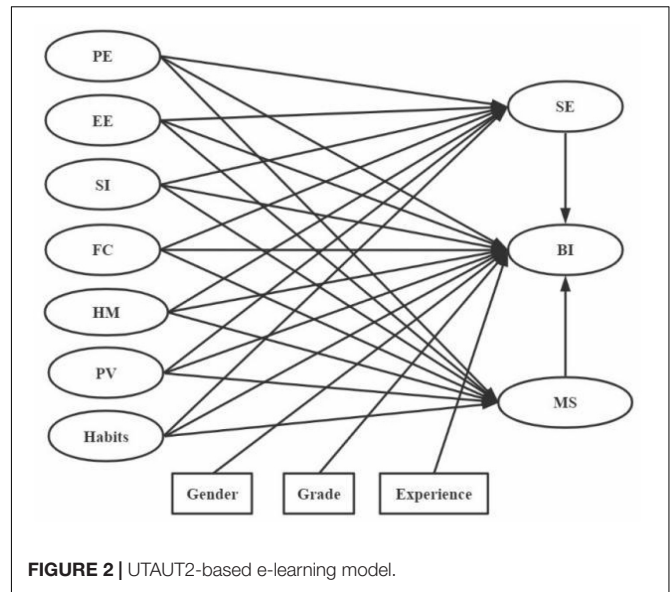 PE
SE
EE
SI
FC
BI
HM
PV
MS
Habits
Gender
Grade
Experience
FIGURE 2 | UTAUT2-based e-learning model.